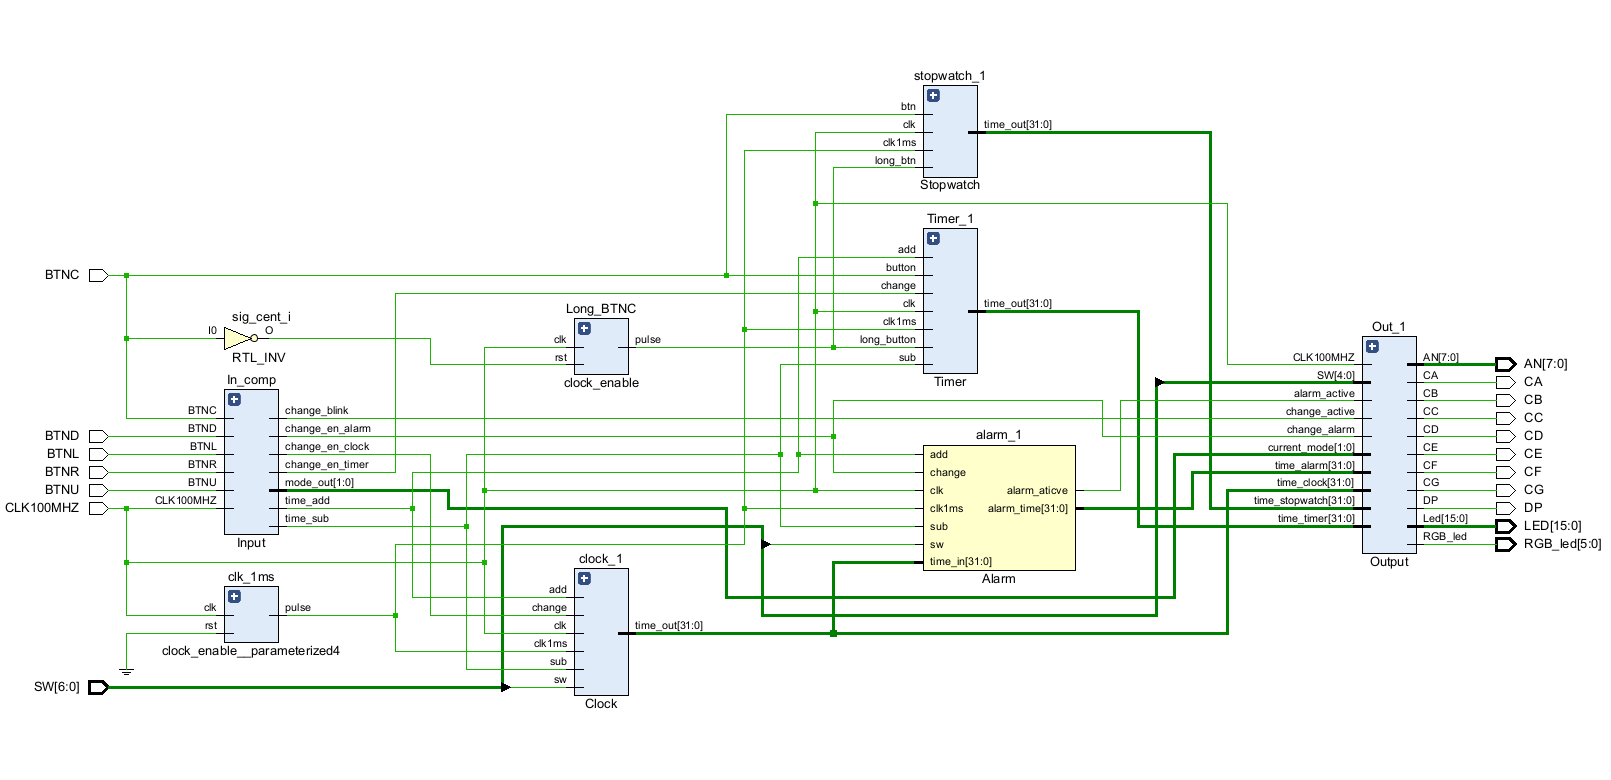 stopwatch_1
btn
clk
clk1ms
long_btn
time_out[31:0]
Stopwatch
Timer_1
add
button
change
clk
clk1ms
long_button
sub
time_out[31:0]
Timer
BTNC
sig_cent_i
I0
O
RTL_INV
Long_BTNC
clk
rst
pulse
clock_enable
In_comp
BTNC
BTND
BTNL
BTNR
BTNU
CLK100MHZ
change_blink
change_en_alarm
change_en_clock
change_en_timer
mode_out[1:0]
time_add
time_sub
Input
BTND
BTNL
BTNR
BTNU
CLK100MHZ
alarm_1
add
change
clk
clk1ms
sub
sw
time_in[31:0]
alarm_aticve
alarm_time[31:0]
Alarm
clk_1ms
clk
rst
pulse
clock_enable__parameterized4
clock_1
add
change
clk
clk1ms
sub
sw
time_out[31:0]
Clock
SW[6:0]
Out_1
CLK100MHZ
SW[4:0]
alarm_active
change_active
change_alarm
current_mode[1:0]
time_alarm[31:0]
time_clock[31:0]
time_stopwatch[31:0]
time_timer[31:0]
AN[7:0]
CA
CB
CC
CD
CE
CF
CG
DP
Led[15:0]
RGB_led
Output
AN[7:0]
CA
CB
CC
CD
CE
CF
CG
DP
LED[15:0]
RGB_led[5:0]